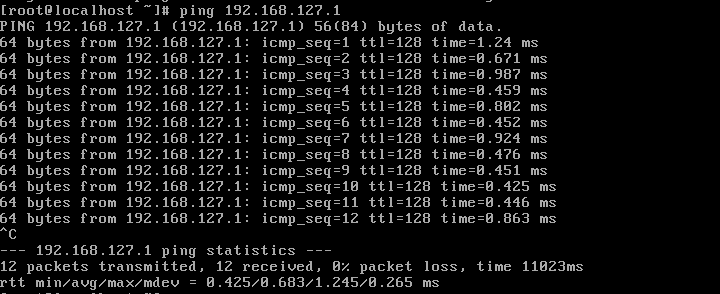 [root@localhost ~]# ping 192.168.127.1
PING 192.168.127.1 (192.168.127.1) 56(84) bytes of data.
64 bytes from 192.168.127.1: icmp_seq=1 ttl=128 time=1.24 ms
64 bytes from 192.168.127.1: icmp_seq=2 ttl=128 time=0.671 ms
64 bytes from 192.168.127.1: icmp_seq=3 ttl=128 time=0.987 ms
64 bytes from 192.168.127.1: icmp_seq=4 ttl=128 time=0.459 ms
64 bytes from 192.168.127.1: icmp_seq=5 ttl=128 time=0.802 ms
64 bytes from 192.168.127.1: icmp_seq=6 ttl=128 time=0.452 ms
64 bytes from 192.168.127.1: icmp_seq=7 ttl=128 time=0.924 ms
64 bytes from 192.168.127.1: icmp_seq=8 ttl=128 time=0.476 ms
64 bytes from 192.168.127.1: icmp_seq=9 ttl=128 time=0.451 ms
64 bytes from 192.168.127.1: icmp_seq=10 ttl=128 time=0.425 ms
64 bytes from 192.168.127.1: icmp_seq=11 ttl=128 time=0.446 ms
64 bytes from 192.168.127.1: icmp_seq=12 ttl=128 time=0.863 ms
^C
--- 192.168.127.1 ping statistics ---
12 packets transmitted, 12 received, 0% packet loss, time 11023ms
rtt min/avg/max/mdev = 0.425/0.683/1.245/0.265 ms